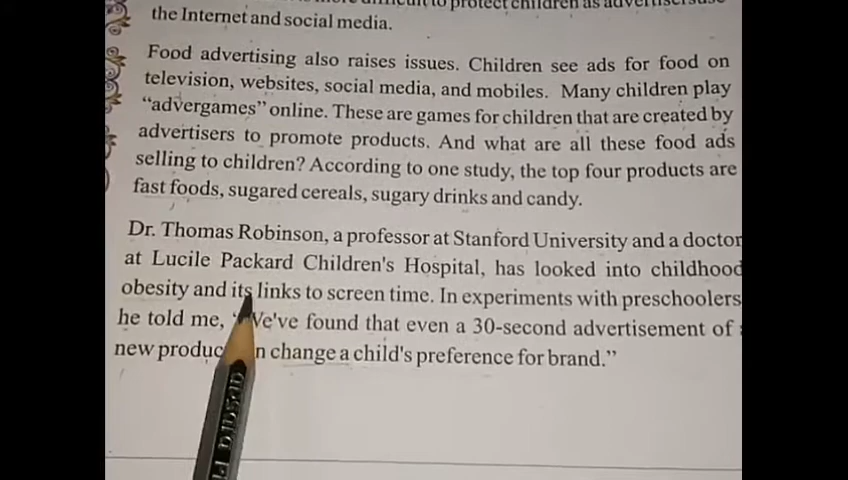 to protect children as advertisers use
the Internet and social media.
Food advertising also raises issues. Children see ads for food on
television, websites, social media, and mobiles. Many children play
“advergames” online. These are games for children that are created by
advertisers to promote products. And what are all these food ads
selling to children? According to one study, the top four products are
fast foods, sugared cereals, sugary drinks and candy.
Dr. Thomas Robinson, a professor at Stanford University and a doctor
at Lucile Packard Children's Hospital, has looked into childhood
obesity and its links to screen time. In experiments with preschoolers
he told me, “We've found that even a 30-second advertisement of
new change a child's preference for brand.”